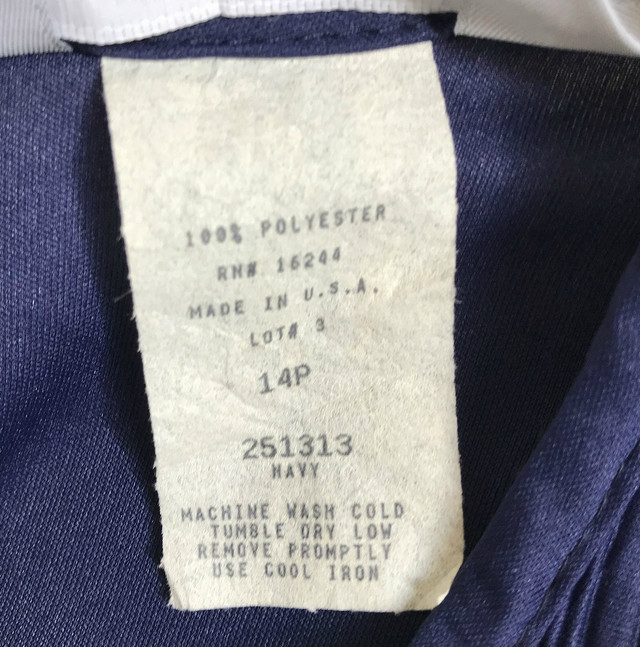 100% POLYESTER
RN# 16244
MADE IN U.S.A.
LOT# 3
14P
251313
NAVY
MACHINE WASH COLD
TUMBLE DRY LOW
REMOVE PROMPTLY
USE COOL IRON